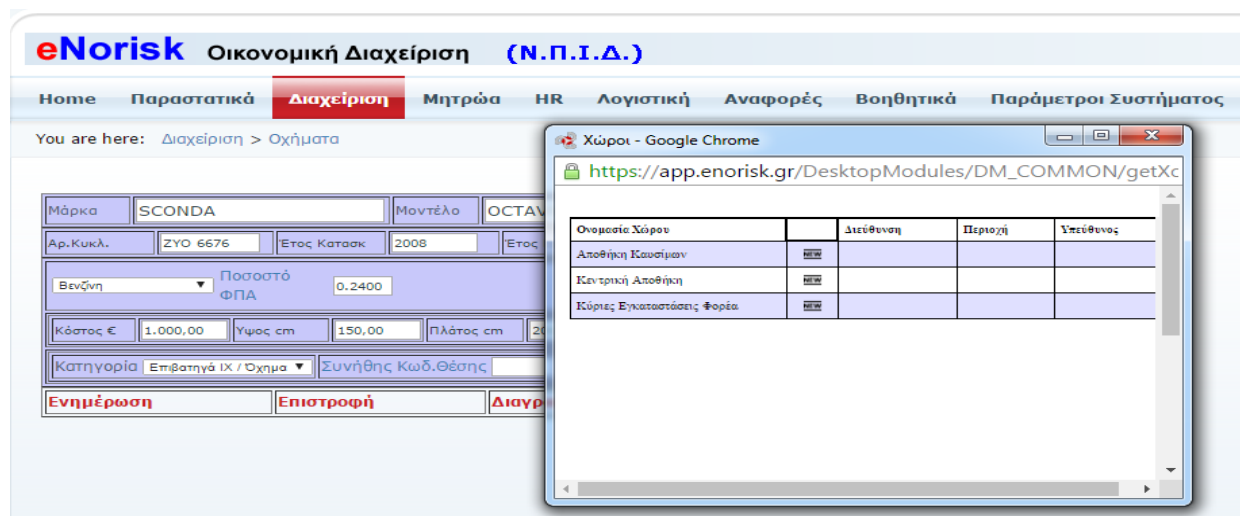 eNorisk Οικονομική Διαχείριση (Ν.Π.Ι.Δ.)
Home Παραστατικά Διαχείριση Μητρώα HR Λογιστική Αναφορές Βοηθητικά Παράμετροι Συστήματος
You are here: Διαχείριση > Οχήματα
Χώροι - Google Chrome
https://app.enorisk.gr/DesktopModules/DM_COMMON/getXc
Μάρκα SCONDA Μοντέλο OCTAV
Αρ.Κυκλ. ZYO 6676 Έτος Κατασκ 2008 Έτος
Βενζίνη Ποσοστό ΦΠΑ 0.2400
Κόστος € 1.000,00 Υψος cm 150,00 Πλάτος cm 20
Κατηγορία Επιβατηγά ΙΧ / Όχημα Συνήθης Κωδ.Θέσης
Ενημέρωση Επιστροφή Διαγρ
Ονομασία Χώρου Διεύθυνση Περιοχή Υπεύθυνος
Αποθήκη Καυσίμων NEW
Κεντρική Αποθήκη NEW
Κύριες Εγκαταστάσεις Φορέα NEW